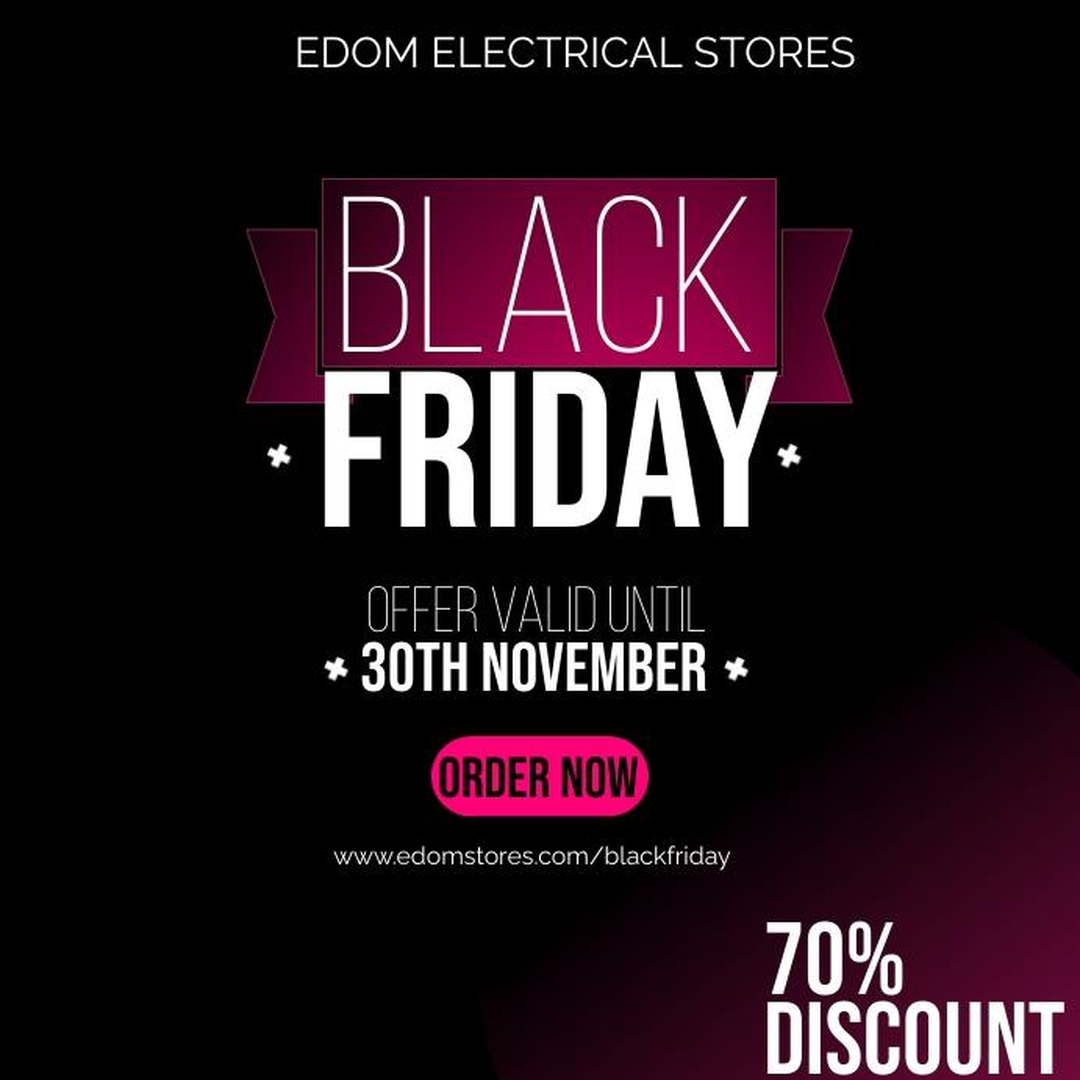 EDOM ELECTRICAL STORES
BLACK
FRIDAY
OFFER VALID UNTIL
30TH NOVEMBER
ORDER NOW
www.edomstores.com/blackfriday
70%
DISCOUNT